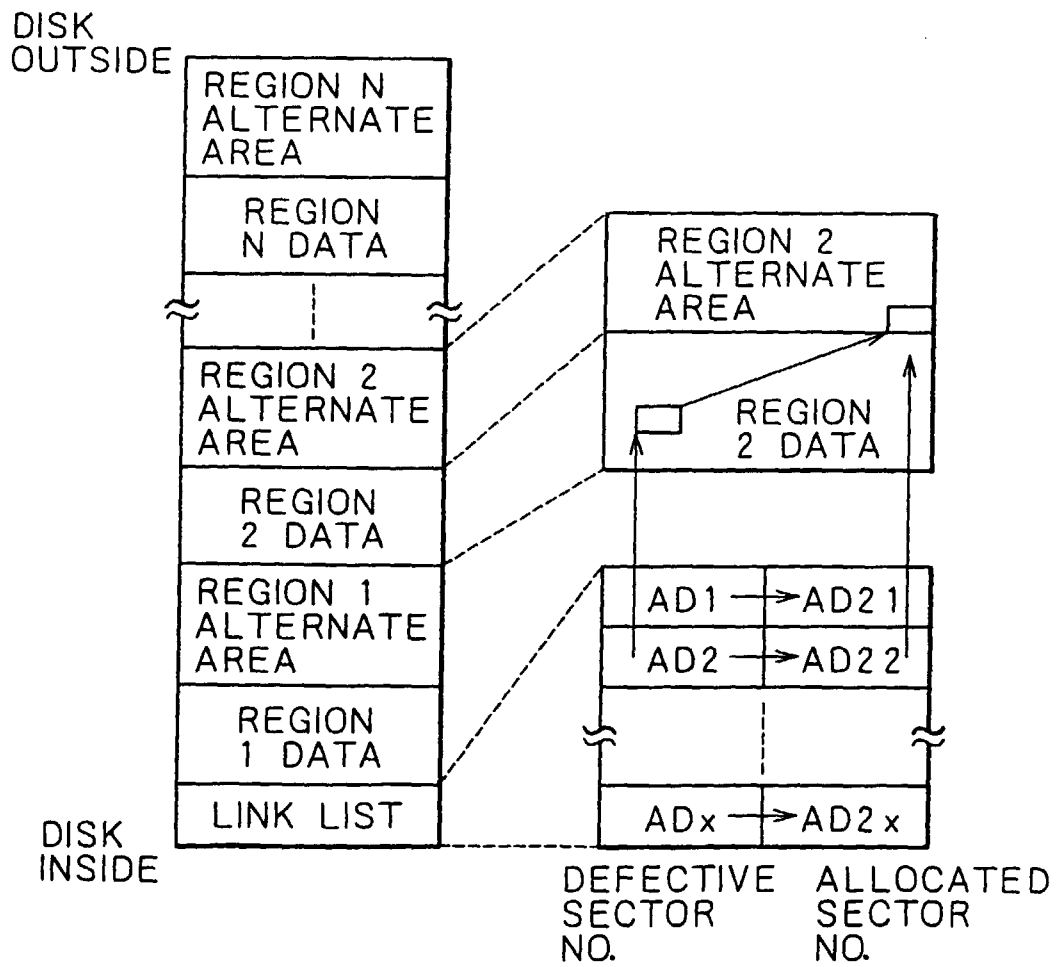 DISK
OUTSIDE
REGION N
ALTERNATE
AREA
REGION
N DATA
REGION 2
ALTERNATE
AREA
REGION
2 DATA
REGION 1
ALTERNATE
AREA
REGION
1 DATA
LINK LIST
DISK
INSIDE
REGION 2
ALTERNATE
AREA
REGION
2 DATA
AD1 → AD21
AD2 → AD22
ADx → AD2x
DEFECTIVE
SECTOR
NO.
ALLOCATED
SECTOR
NO.